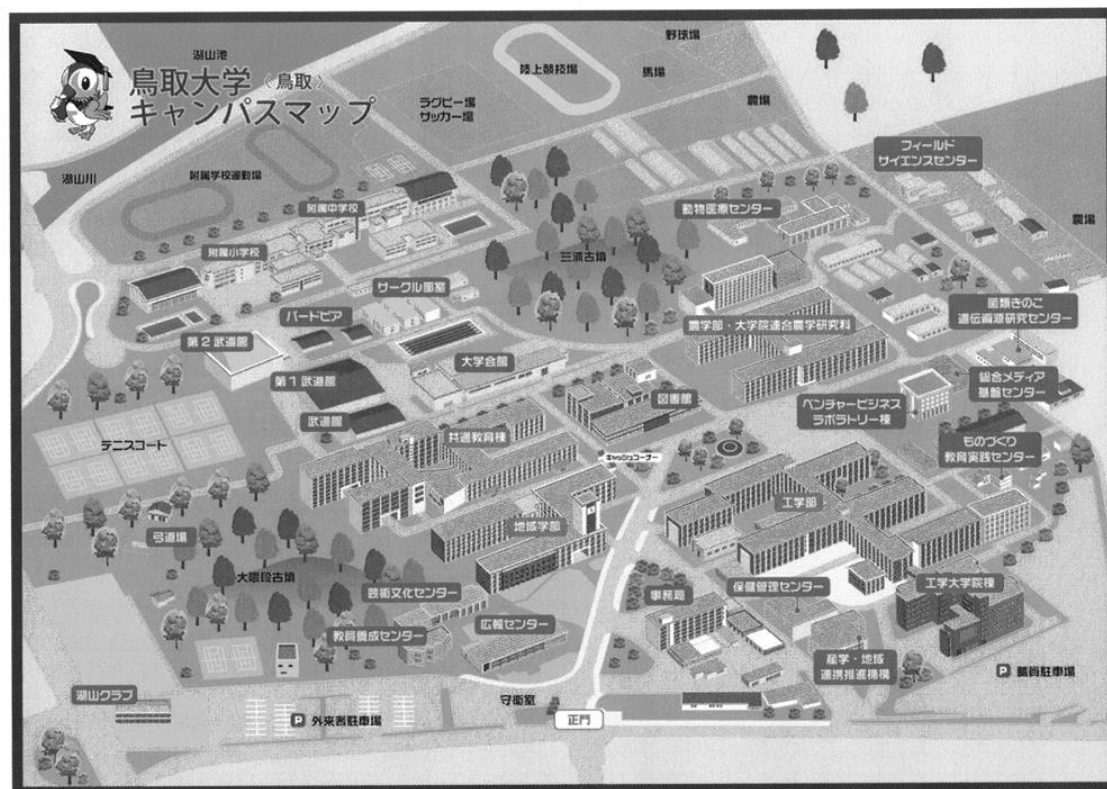 湖山池
鳥取大学〈鳥取〉
キャンパスマップ
野球場
陸上競技場
馬場
ラグビー場
サッカー場
農場
フィールド
サイエンスセンター
湖山川
附属学校運動場
附属中学校
動物医療センター
農場
附属小学校
三浦古墳
サークル部室
バードピア
農学部・大学院連合農学研究科
菌類きのこ
遺伝資源研究センター
第2武道館
大学会館
第1武道館
図書館
総合メディア
基盤センター
ベンチャービジネス
ラボラトリー棟
武道館
テニスコート
共通教育棟
ものづくり
教育実践センター
キャッシュコーナー
工学部
地域学部
弓道場
大熊段古墳
芸術文化センター
保健管理センター
工学大学院棟
事務局
教員養成センター
広報センター
産学・地域
連携推進機構
P 職員駐車場
湖山クラブ
守衛室
P 外来者駐車場
正門